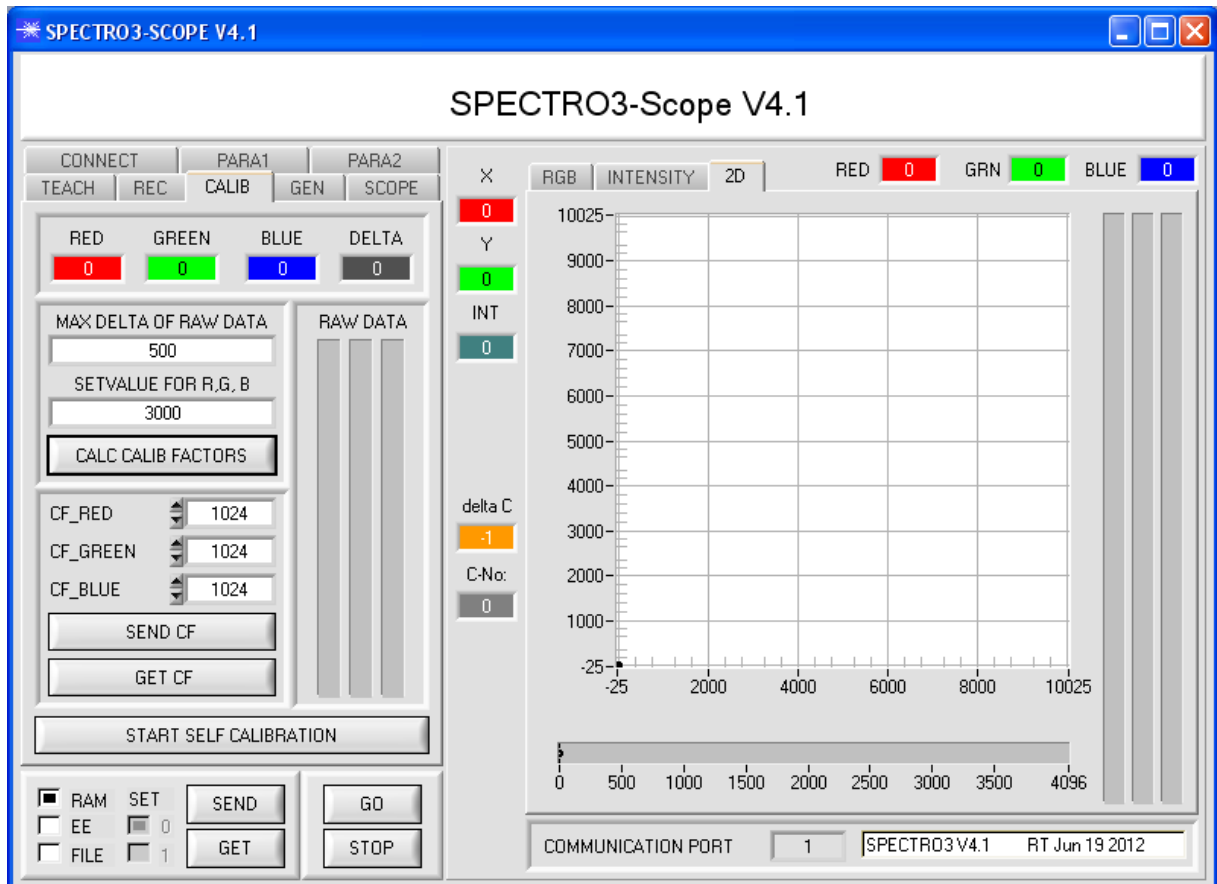 SPECTRO3-SCOPE V4.1
SPECTRO3-Scope V4.1
CONNECT PARA1 PARA2
TEACH REC CALIB GEN SCOPE
RED GREEN BLUE DELTA
0 0 0 0
MAX DELTA OF RAW DATA
500
SETVALUE FOR R,G, B
3000
CALC CALIB FACTORS
RAW DATA
CF_RED 1024
CF_GREEN 1024
CF_BLUE 1024
SEND CF
GET CF
START SELF CALIBRATION
RAM SET
EE 0
FILE 1
SEND
GET
GO
STOP
X
0
Y
0
INT
0
delta C
-1
C-No:
0
RGB INTENSITY 2D
RED 0 GRN 0 BLUE 0
10025
9000
8000
7000
6000
5000
4000
3000
2000
1000
-25
-25 2000 4000 6000 8000 10025
0 500 1000 1500 2000 2500 3000 3500 4096
COMMUNICATION PORT 1 SPECTRO3 V4.1 RT Jun 19 2012